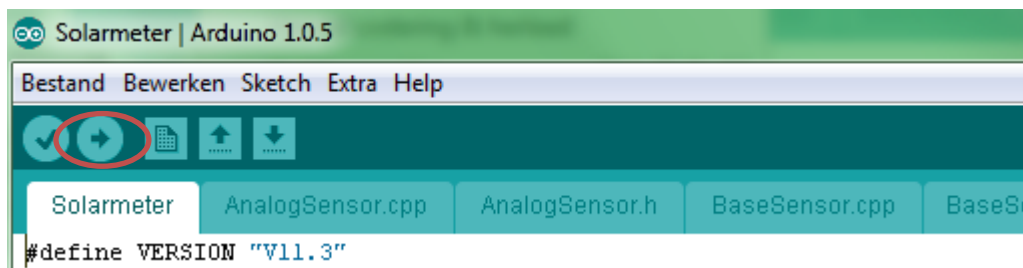 Solarmeter | Arduino 1.0.5
Bestand Bewerken Sketch Extra Help
Solarmeter AnalogSensor.cpp AnalogSensor.h BaseSensor.cpp
#define VERSION "V11.3"